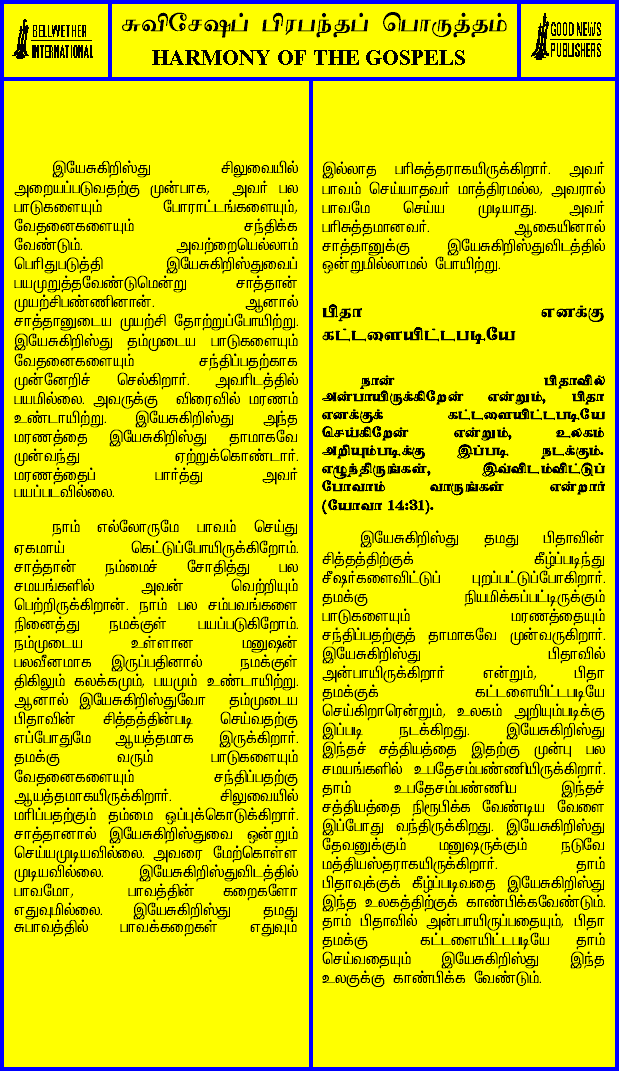 BELLWETHER
INTERNATIONAL
சுவிசேஷப் பிரபந்தப் பொருத்தம்
HARMONY OF THE GOSPELS
GOOD NEWS
PUBLISHERS
இயேசுகிறிஸ்து சிலுவையில்
அறையப்படுவதற்கு முன்பாக, அவர் பல
பாடுகளையும் போராட்டங்களையும்,
வேதனைகளையும் சந்திக்க
வேண்டும். அவற்றையெல்லாம்
பெரிதுபடுத்தி இயேசுகிறிஸ்துவைப்
பயமுறுத்தவேண்டுமென்று சாத்தான்
முயற்சிபண்ணினான். ஆனால்
சாத்தானுடைய முயற்சி தோற்றுப்போயிற்று.
இயேசுகிறிஸ்து தம்முடைய பாடுகளையும்
வேதனைகளையும் சந்திப்பதற்காக
முன்னேறிச் செல்கிறார். அவரிடத்தில்
பயமில்லை. அவருக்கு விரைவில் மரணம்
உண்டாயிற்று. இயேசுகிறிஸ்து அந்த
மரணத்தை இயேசுகிறிஸ்து தாமாகவே
முன்வந்து ஏற்றுக்கொண்டார்.
மரணத்தைப் பார்த்து அவர்
பயப்படவில்லை.
நாம் எல்லோருமே பாவம் செய்து
ஏகமாய் கெட்டுப்போயிருக்கிறோம்.
சாத்தான் நம்மைச் சோதித்து பல
சமயங்களில் அவன் வெற்றியும்
பெற்றிருக்கிறான். நாம் பல சம்பவங்களை
நினைத்து நமக்குள் பயப்படுகிறோம்.
நம்முடைய உள்ளான மனுஷன்
பலவீனமாக இருப்பதினால் நமக்குள்
திகிலும் கலக்கமும், பயமும் உண்டாயிற்று.
ஆனால் இயேசுகிறிஸ்துவோ தம்முடைய
பிதாவின் சித்தத்தின்படி செய்வதற்கு
எப்போதுமே ஆயத்தமாக இருக்கிறார்.
தமக்கு வரும் பாடுகளையும்
வேதனைகளையும் சந்திப்பதற்கு
ஆயத்தமாகயிருக்கிறார். சிலுவையில்
மரிப்பதற்கும் தம்மை ஒப்புக்கொடுக்கிறார்.
சாத்தானால் இயேசுகிறிஸ்துவை ஒன்றும்
செய்யமுடியவில்லை. அவரை மேற்கொள்ள
முடியவில்லை. இயேசுகிறிஸ்துவிடத்தில்
பாவமோ, பாவத்தின் கறைகளோ
எதுவுமில்லை. இயேசுகிறிஸ்து தமது
சுபாவத்தில் பாவக்கறைகள் எதுவும்
இல்லாத பரிசுத்தராகயிருக்கிறார். அவர்
பாவம் செய்யாதவர் மாத்திரமல்ல, அவரால்
பாவமே செய்ய முடியாது. அவர்
பரிசுத்தமானவர். ஆகையினால்
சாத்தானுக்கு இயேசுகிறிஸ்துவிடத்தில்
ஒன்றுமில்லாமல் போயிற்று.
பிதா எனக்கு
கட்டளையிட்டபடியே
நான் பிதாவில்
அன்பாயிருக்கிறேன் என்றும், பிதா
எனக்குக் கட்டளையிட்டபடியே
செய்கிறேன் என்றும், உலகம்
அறியும்படிக்கு இப்படி நடக்கும்.
எழுந்திருங்கள், இவ்விடம்விட்டுப்
போவாம் வாருங்கள் என்றார்
(யோவா 14:31).
இயேசுகிறிஸ்து தமது பிதாவின்
சித்தத்திற்குக் கீழ்ப்படிந்து
சீஷர்களைவிட்டுப் புறப்பட்டுப்போகிறார்.
தமக்கு நியமிக்கப்பட்டிருக்கும்
பாடுகளையும் மரணத்தையும்
சந்திப்பதற்குத் தாமாகவே முன்வருகிறார்.
இயேசுகிறிஸ்து பிதாவில்
அன்பாயிருக்கிறார் என்றும், பிதா
தமக்குக் கட்டளையிட்டபடியே
செய்கிறாரென்றும், உலகம் அறியும்படிக்கு
இப்படி நடக்கிறது. இயேசுகிறிஸ்து
இந்தச் சத்தியத்தை இதற்கு முன்பு பல
சமயங்களில் உபதேசம்பண்ணியிருக்கிறார்.
தாம் உபதேசம்பண்ணிய இந்தச்
சத்தியத்தை நிரூபிக்க வேண்டிய வேளை
இப்போது வந்திருக்கிறது. இயேசுகிறிஸ்து
தேவனுக்கும் மனுஷருக்கும் நடுவே
மத்தியஸ்தராகயிருக்கிறார். தாம்
பிதாவுக்குக் கீழ்ப்படிவதை இயேசுகிறிஸ்து
இந்த உலகத்திற்குக் காண்பிக்கவேண்டும்.
தாம் பிதாவில் அன்பாயிருப்பதையும், பிதா
தமக்கு கட்டளையிட்டபடியே தாம்
செய்வதையும் இயேசுகிறிஸ்து இந்த
உலகுக்கு காண்பிக்க வேண்டும்.